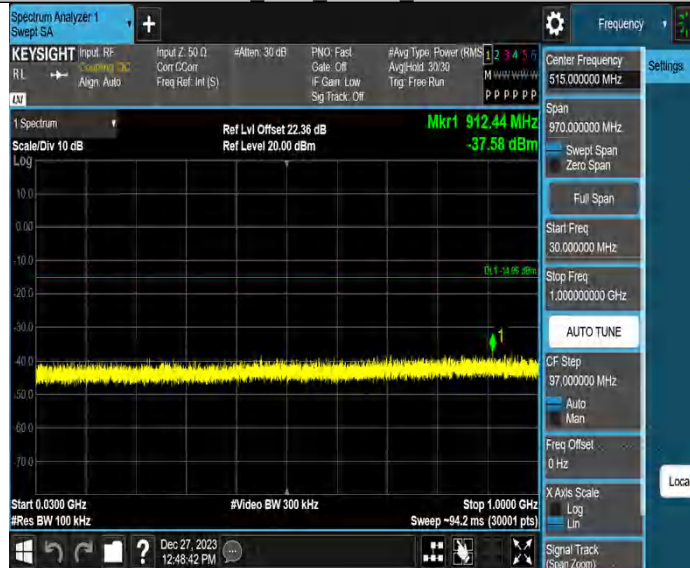 Spectrum Analyzer 1
Swept SA
+
Frequency
KEYSIGHT
Input: RF
Coupling: DC
Align: Auto
Input Z: 50 Ω
Corr CCorr
Freq Ref: Int (S)
#Atten: 30 dB
PNO: Fast
Gate: Off
IF Gain: Low
Sig Track: Off
#Avg Type: Power (RMS
Avg|Hold: 30/30
Trig: Free Run
1 2 3 4 5 6
M W W W W W
P P P P P P
RL
LXI
1 Spectrum
Scale/Div 10 dB
Log
Ref Lvl Offset 22.36 dB
Ref Level 20.00 dBm
Mkr1 912.44 MHz
-37.58 dBm
10.0
0.00
-10.0
-20.0
-30.0
-40.0
-50.0
-60.0
-70.0
1
Start 0.0300 GHz
#Res BW 100 kHz
#Video BW 300 kHz
Stop 1.0000 GHz
Sweep ~94.2 ms (30001 pts)
?
Dec 27, 2023
12:48:42 PM
Center Frequency
515.000000 MHz
Span
970.000000 MHz
Swept Span
Zero Span
Full Span
Start Freq
30.000000 MHz
Stop Freq
1.000000000 GHz
AUTO TUNE
CF Step
97.000000 MHz
Auto
Man
Freq Offset
0 Hz
X Axis Scale
Log
Lin
Signal Track
(Span Zoom)
Settings
Loca